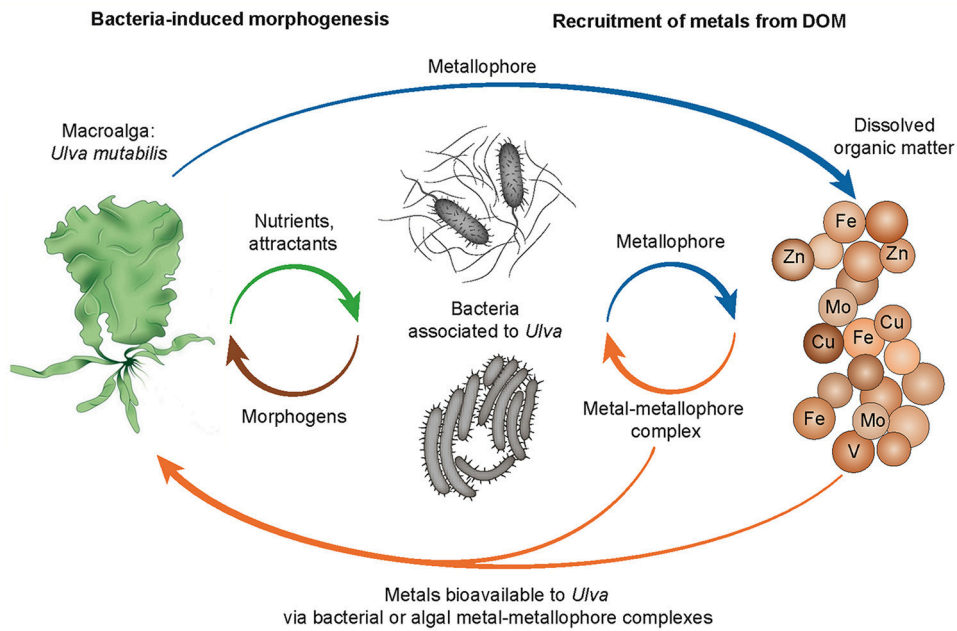 Bacteria-induced morphogenesis
Recruitment of metals from DOM
Metallophore
Macroalga:
Ulva mutabilis
Dissolved
organic matter
Nutrients,
attractants
Metallophore
Bacteria
associated to Ulva
Morphogens
Metal-metallophore
complex
Fe
Zn
Zn
Mo
Cu
Cu
Fe
Fe
Mo
V
Metals bioavailable to Ulva
via bacterial or algal metal-metallophore complexes